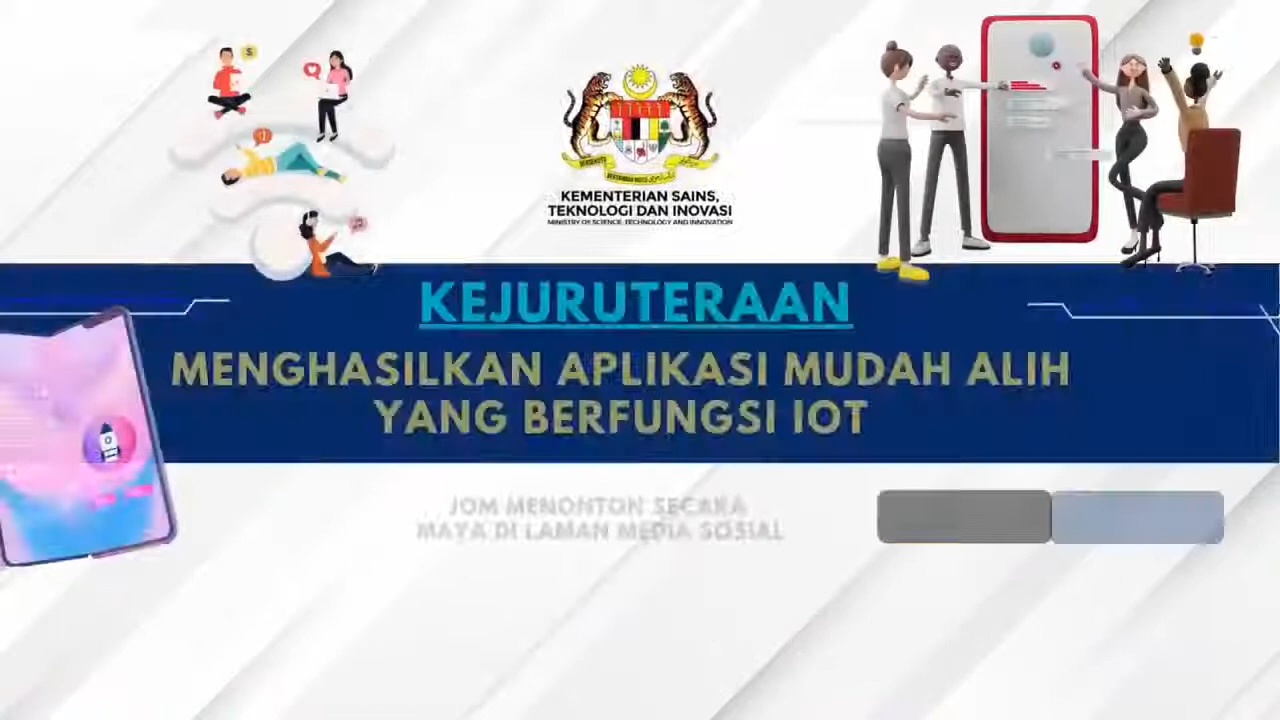 KEMENTERIAN SAINS,
TEKNOLOGI DAN INOVASI
MINISTRY OF SCIENCE, TECHNOLOGY AND INNOVATION
KEJURUTERAAN
MENGHASILKAN APLIKASI MUDAH ALIH
YANG BERFUNGSI IOT
JOM MENONTON SECARA
MAYA DI LAMAN MEDIA SOSIAL